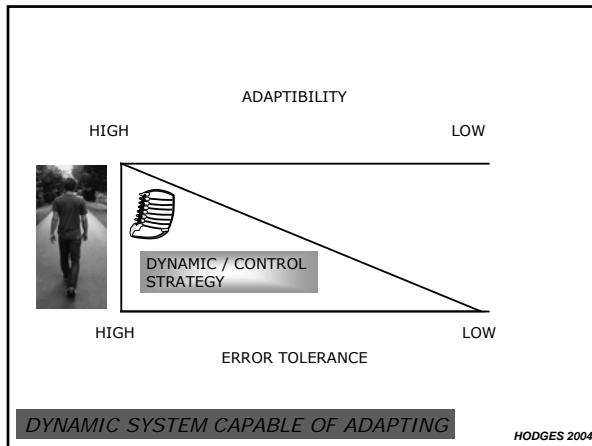 ADAPTIBILITY
HIGH LOW
DYNAMIC / CONTROL
STRATEGY
HIGH LOW
ERROR TOLERANCE
DYNAMIC SYSTEM CAPABLE OF ADAPTING
HODGES 2004